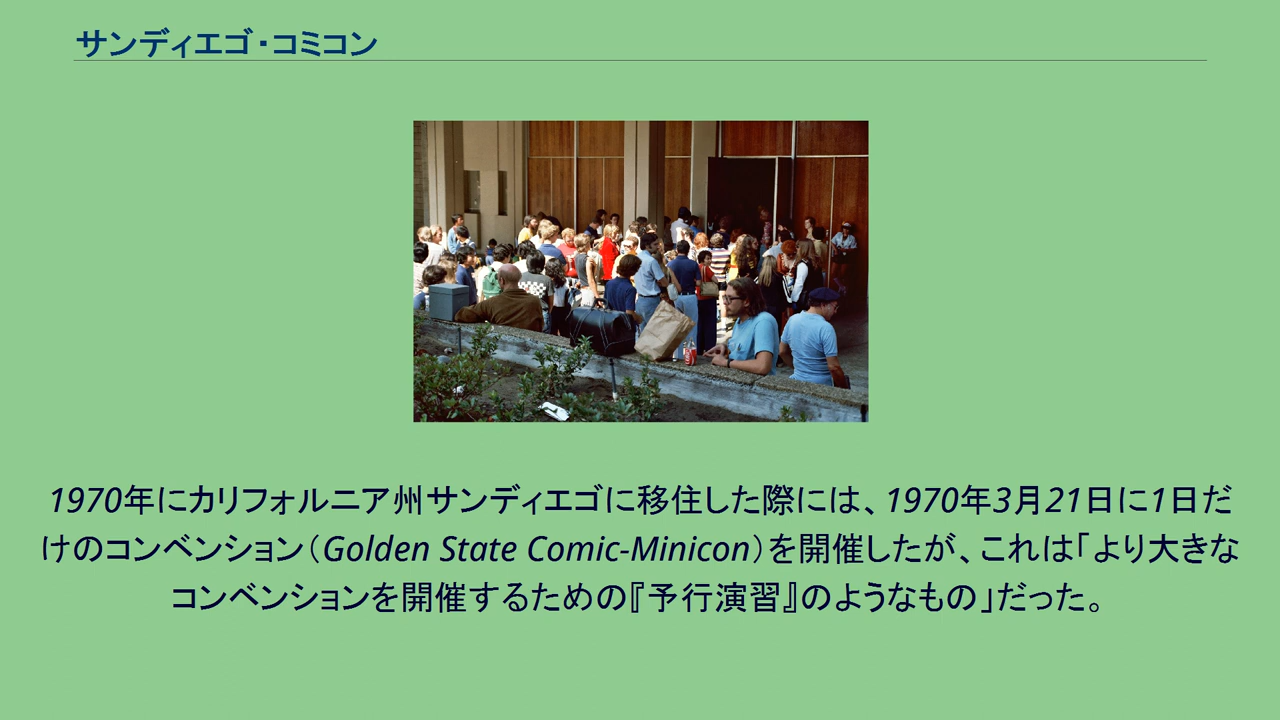 サンディエゴ・コミコン
1970年にカリフォルニア州サンディエゴに移住した際には、1970年3月21日に1日だ
けのコンベンション（Golden State Comic-Minicon）を開催したが、これは「より大きな
コンベンションを開催するための『予行演習』のようなもの」だった。